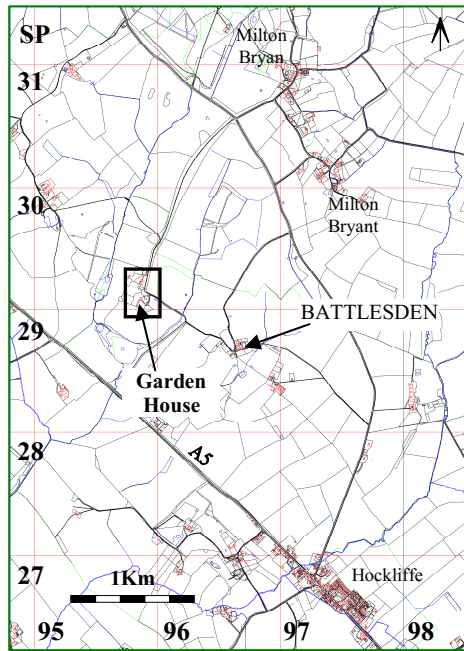 SP
Milton
Bryan
31
30
Milton
Bryant
29
BATTLESDEN
Garden
House
28
A5
27
1Km
Hockliffe
95
96
97
98